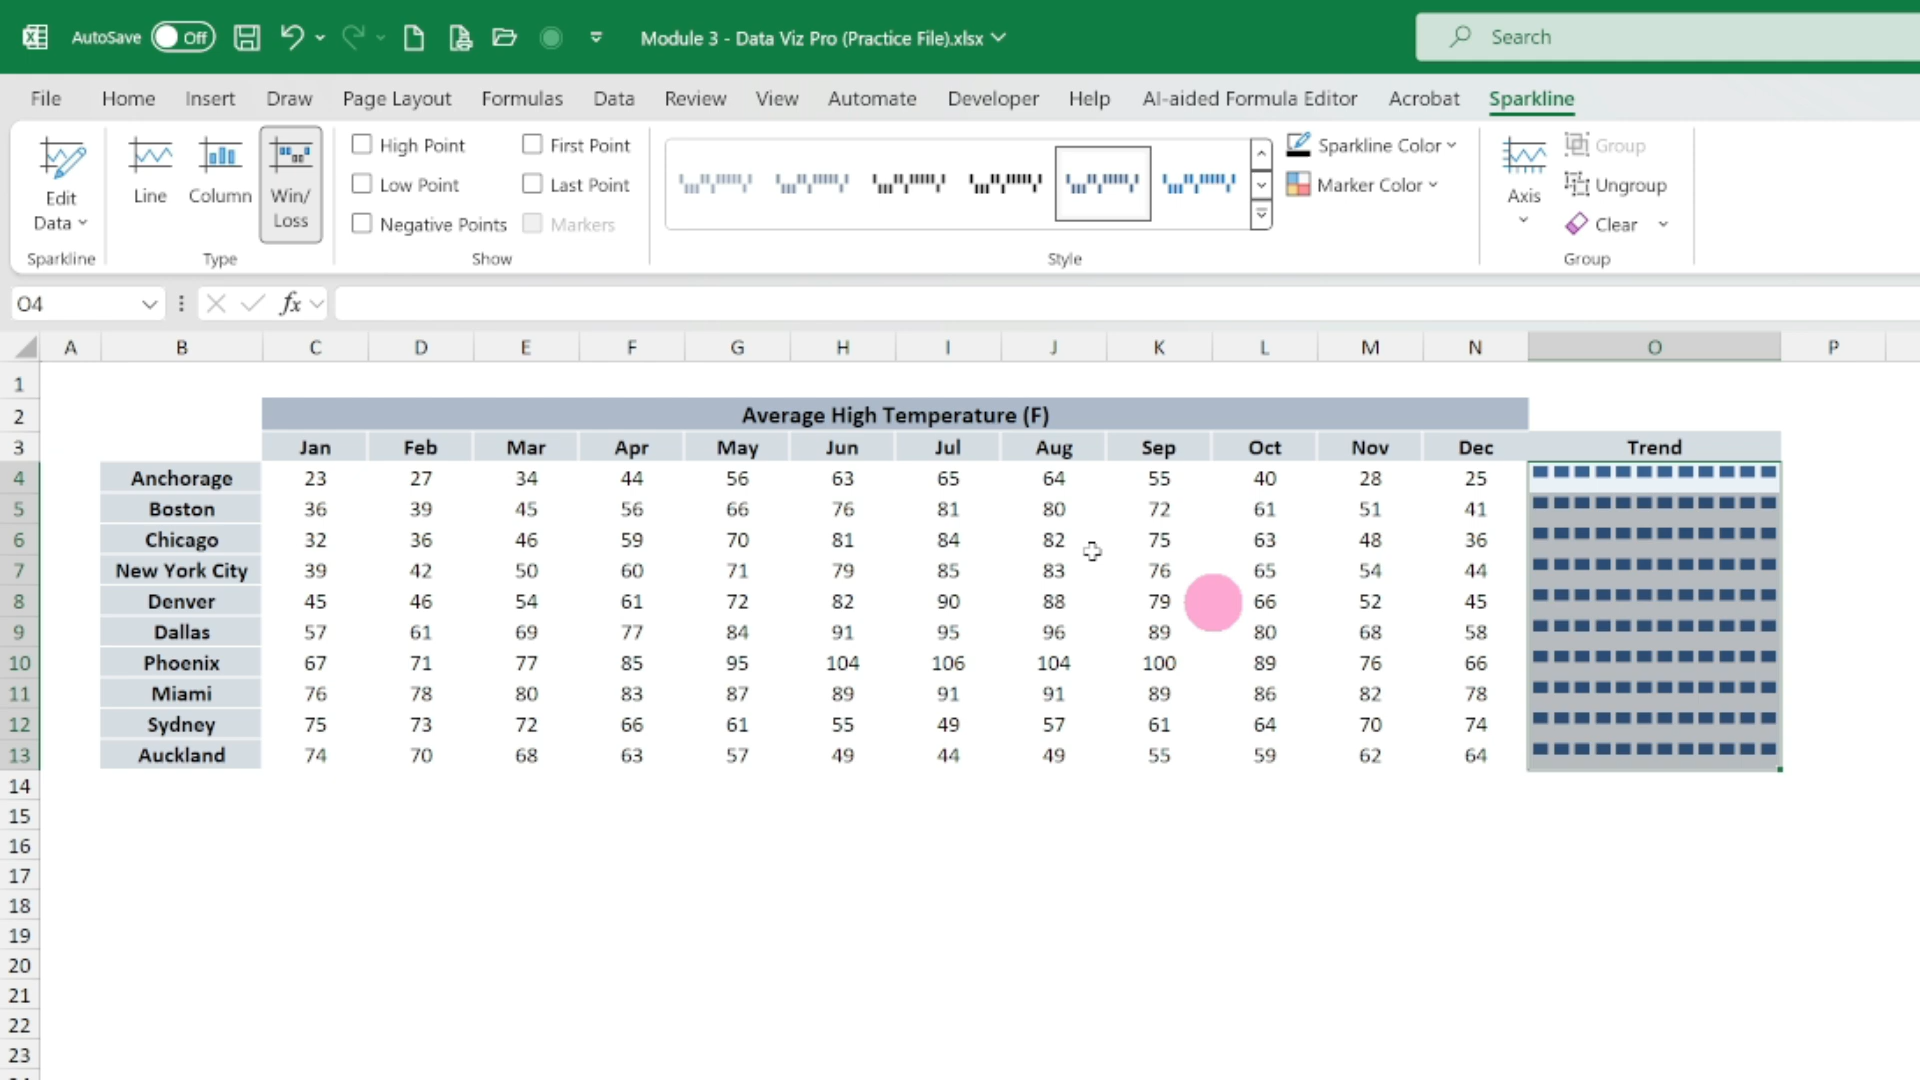 AutoSave Off Module 3 - Data Viz Pro (Practice File).xlsx Search
File Home Insert Draw Page Layout Formulas Data Review View Automate Developer Help AI-aided Formula Editor Acrobat Sparkline
Edit Data
Line Column Win/Loss
High Point First Point
Low Point Last Point
Negative Points Markers
Sparkline Color
Marker Color
Axis
Group
Ungroup
Clear
Sparkline Type Show Style Group
O4 fx
A B C D E F G H I J K L M N O P
1
2 Average High Temperature (F)
3 Jan Feb Mar Apr May Jun Jul Aug Sep Oct Nov Dec Trend
4 Anchorage 23 27 34 44 56 63 65 64 55 40 28 25
5 Boston 36 39 45 56 66 76 81 80 72 61 51 41
6 Chicago 32 36 46 59 70 81 84 82 75 63 48 36
7 New York City 39 42 50 60 71 79 85 83 76 65 54 44
8 Denver 45 46 54 61 72 82 90 88 79 66 52 45
9 Dallas 57 61 69 77 84 91 95 96 89 80 68 58
10 Phoenix 67 71 77 85 95 104 106 104 100 89 76 66
11 Miami 76 78 80 83 87 89 91 91 89 86 82 78
12 Sydney 75 73 72 66 61 55 49 57 61 64 70 74
13 Auckland 74 70 68 63 57 49 44 49 55 59 62 64
14
15
16
17
18
19
20
21
22
23